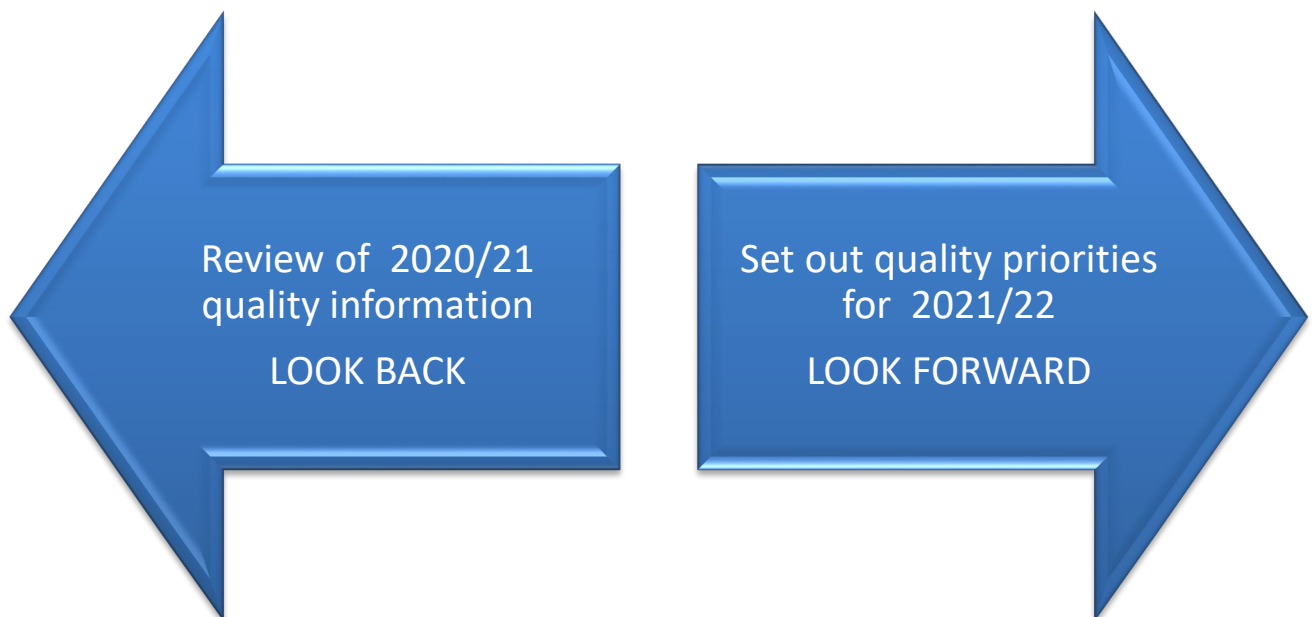 Review of 2020/21
quality information
LOOK BACK
Set out quality priorities
for 2021/22
LOOK FORWARD